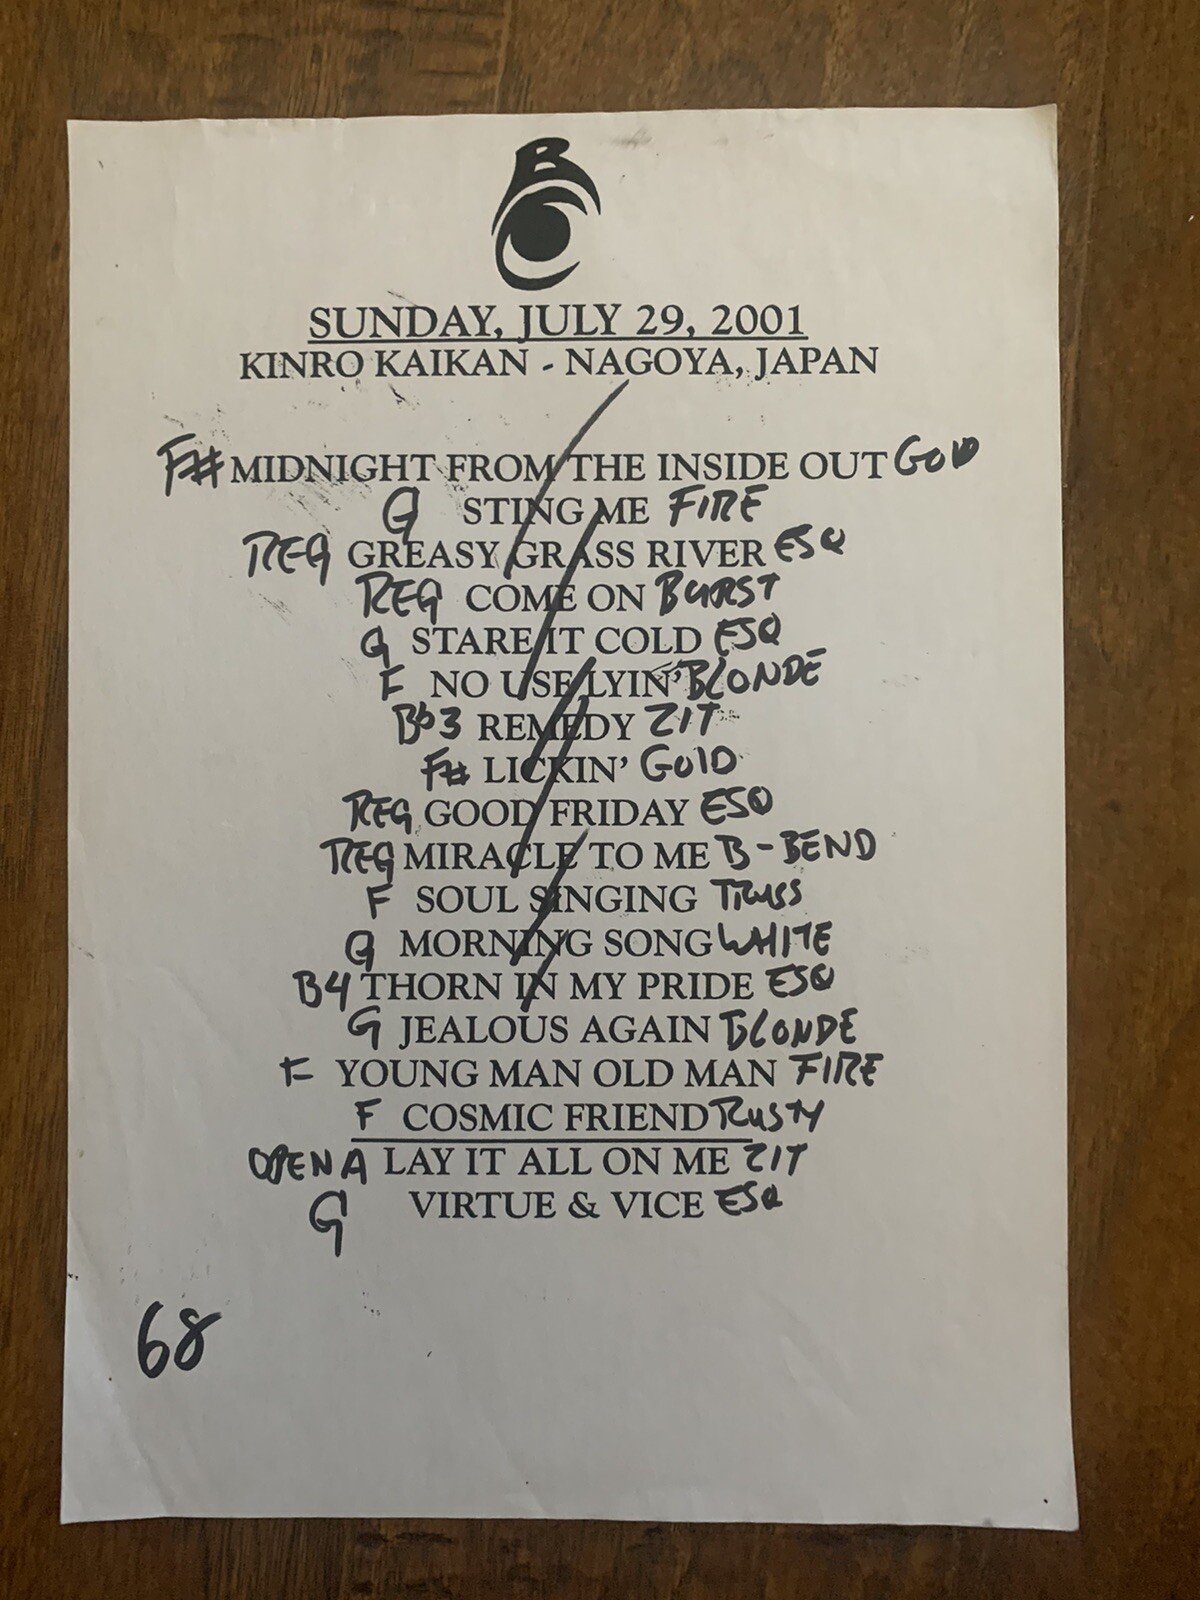 B
SUNDAY, JULY 29, 2001
KINRO KAIKAN - NAGOYA, JAPAN
F# MIDNIGHT FROM THE INSIDE OUT GOLD
G STING ME FIRE
REG GREASY GRASS RIVER ESQ
REG COME ON BURST
G STARE IT COLD ESQ
F NO USE LYIN' BLONDE
Bb3 REMEDY ZIT
F# LICKIN' GOLD
REG GOOD FRIDAY ESQ
REG MIRACLE TO ME B-BEND
F SOUL SINGING TRUSS
G MORNING SONG WHITE
B4 THORN IN MY PRIDE ESQ
G JEALOUS AGAIN BLONDE
F YOUNG MAN OLD MAN FIRE
F COSMIC FRIEND RUSTY
OPEN A LAY IT ALL ON ME ZIT
G VIRTUE & VICE ESQ
68